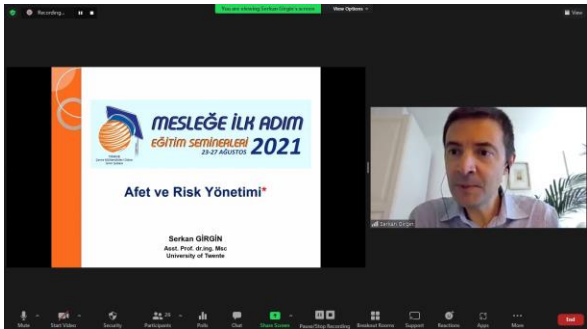 Recording...
You are viewing Serkan Girgin's screen
View Options
View
MESLEĞE İLK ADIM
EĞİTİM SEMİNERLERİ 2021
23-27 AĞUSTOS
Afet ve Risk Yönetimi*
Serkan GİRGİN
Asst. Prof. dr.ing. Msc
University of Twente
Serkan Girgin
Mute
Start Video
Security
Participants
Polls
Chat
Share Screen
Pause/Stop Recording
Breakout Rooms
Support
Reactions
Apps
More
End